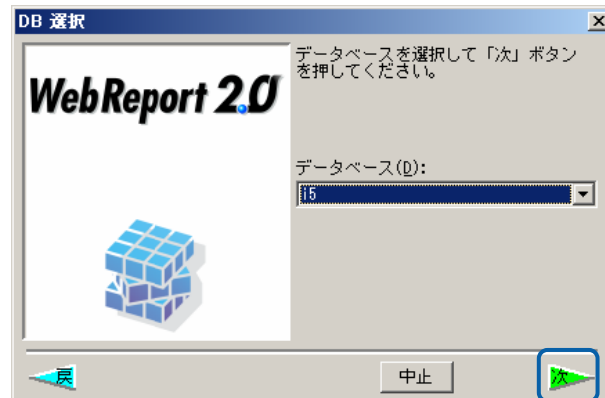 DB 選択
データベースを選択して「次」ボタン
を押してください。
WebReport 2.0
データベース(D):
i5
戻
中止
次